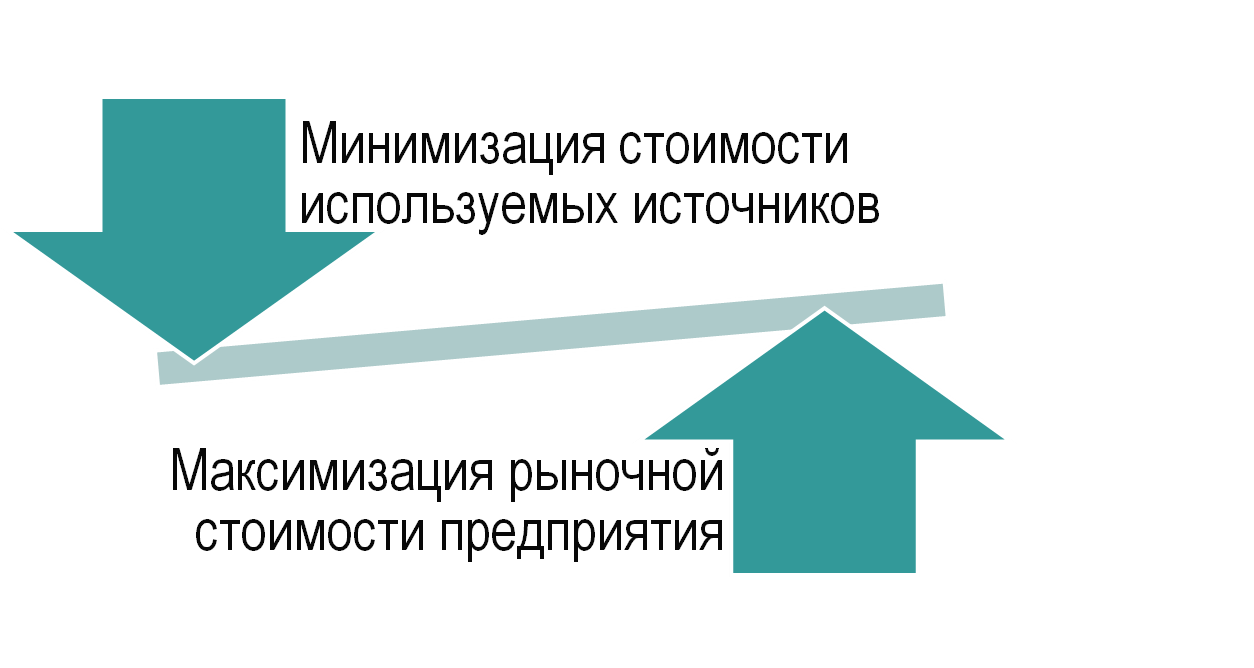 Минимизация стоимости
используемых источников
Максимизация рыночной
стоимости предприятия